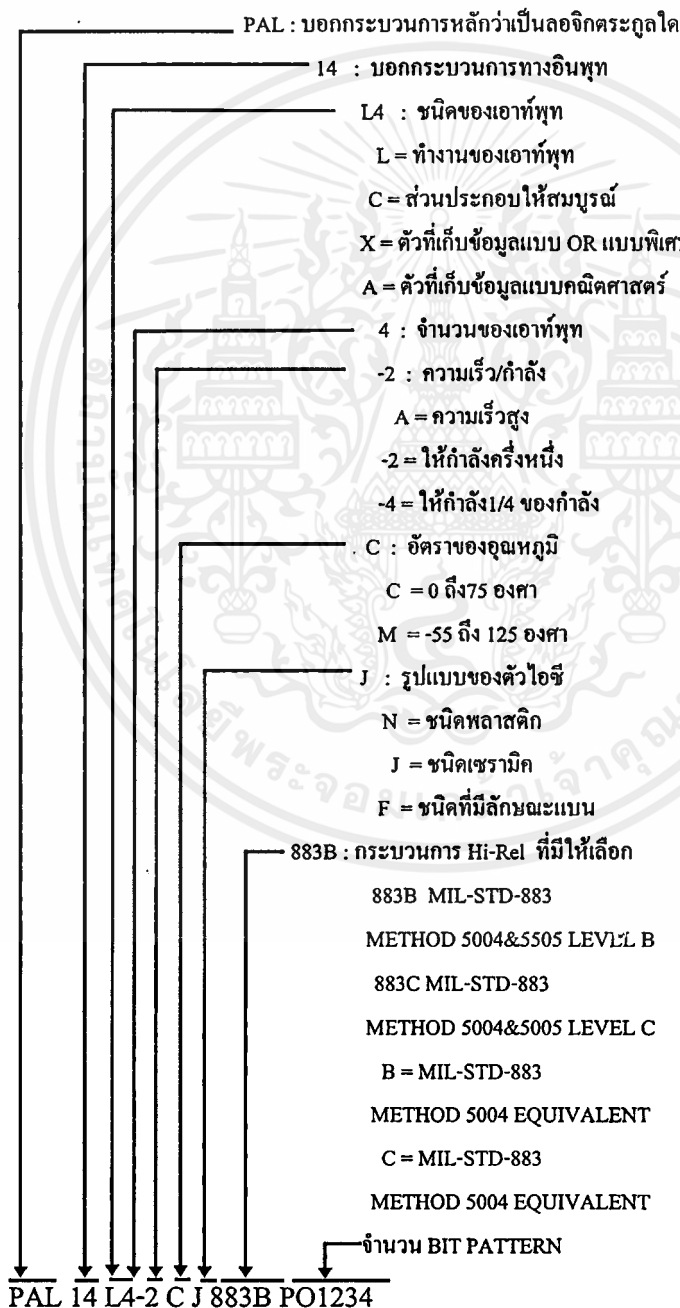 PAL : บอกกระบวนการหลักว่าเป็นลอจิกตระกูลใด
14 : บอกกระบวนการทางอินพุท
L4 : ชนิดของเอาท์พุท
L = ทำงานของเอาท์พุท
C = ส่วนประกอบให้สมบูรณ์
X = ตัวที่เก็บข้อมูลแบบ OR แบบพิเศ
A = ตัวที่เก็บข้อมูลแบบคณิตศาสตร์
4 : จำนวนของเอาท์พุท
-2 : ความเร็ว/กำลัง
A = ความเร็วสูง
-2 = ให้กำลังครึ่งหนึ่ง
-4 = ให้กำลัง1/4 ของกำลัง
C : อัตราของอุณหภูมิ
C = 0 ถึง75 องศา
M = -55 ถึง 125 องศา
J : รูปแบบของตัวไอซี
N = ชนิดพลาสติก
J = ชนิดเซรามิค
F = ชนิดที่มีลักษณะแบน
883B : กระบวนการ Hi-Rel ที่มีให้เลือก
883B MIL-STD-883
METHOD 5004&5505 LEVEL B
883C MIL-STD-883
METHOD 5004&5005 LEVEL C
B = MIL-STD-883
METHOD 5004 EQUIVALENT
C = MIL-STD-883
METHOD 5004 EQUIVALENT
จำนวน BIT PATTERN
PAL 14 L4-2 C J 883B PO1234